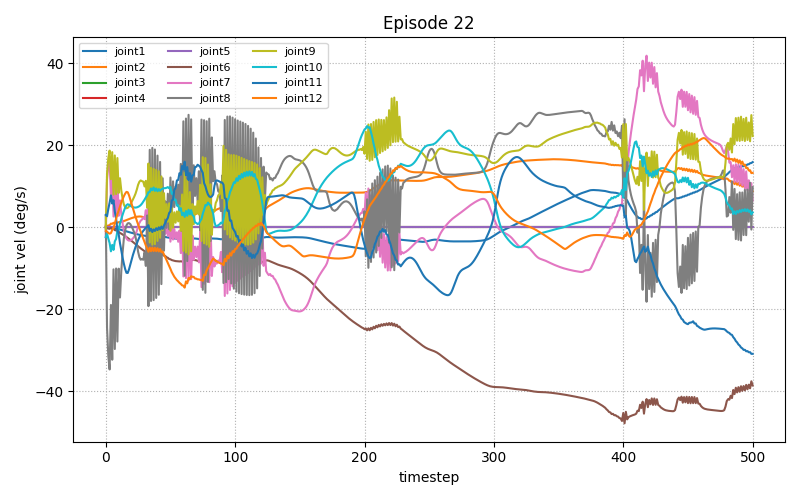 Episode 22
joint1 joint5 joint9
joint2 joint6 joint10
joint3 joint7 joint11
joint4 joint8 joint12
joint vel (deg/s)
40
20
0
−20
−40
0 100 200 300 400 500
timestep